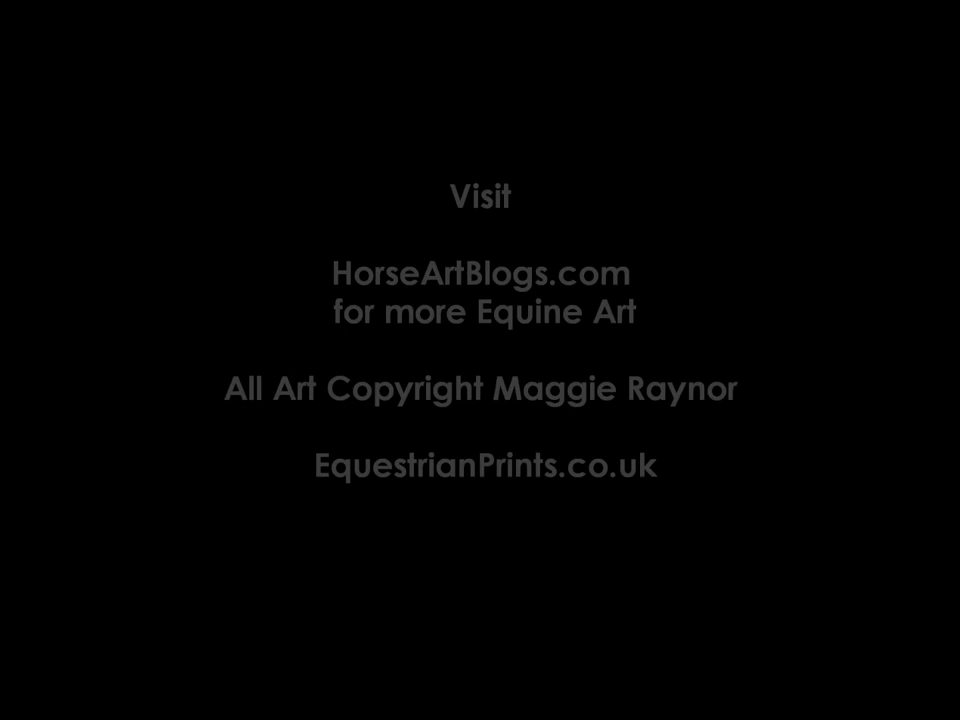 Visit
HorseArtBlogs.com
for more Equine Art
All Art Copyright Maggie Raynor
EquestrianPrints.co.uk